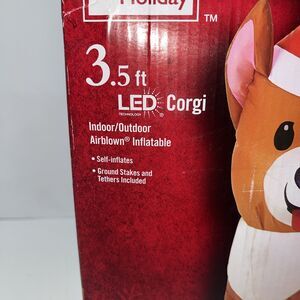 Holiday
TM
3.5 ft
LED Corgi
TECHNOLOGY
Indoor/Outdoor
Airblown® Inflatable
• Self-inflates
• Ground Stakes and
Tethers Included